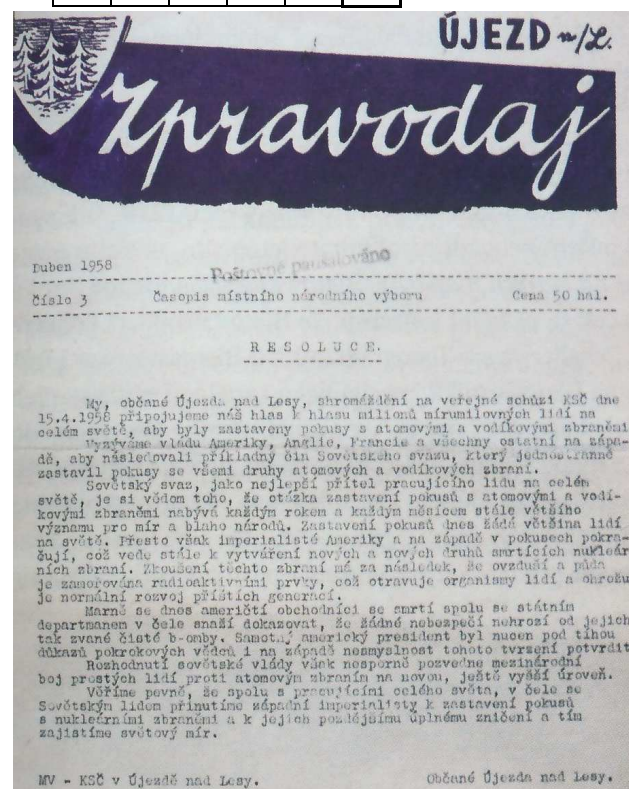 ÚJEZD n/L.
Zpravodaj
Duben 1958
Poštovné paušalováno
Číslo 3 Časopis místního národního výboru Cena 50 hal.
RESOLUCE.
My, občané Újezda nad Lesy, shromáždění na veřejné schůzi KSČ dne
15.4.1958 připojujeme náš hlas k hlasu milionů mírumilovných lidí na
celém světě, aby byly zastaveny pokusy s atomovými a vodíkovými zbraněmi
Vyzýváme vládu Ameriky, Anglie, Francie a všechny ostatní na zápa-
dě, aby následovali příkladný čin Sovětského svazu, který jednostranně
zastavil pokusy se všemi druhy atomových a vodíkových zbraní.
Sovětský svaz, jako nejlepší přítel pracujícího lidu na celém
světě, je si vědom toho, že otázka zastavení pokusů s atomovými a vodí-
kovými zbraněmi nabývá každým rokem a každým měsícem stále většího
významu pro mír a blaho národů. Zastavení pokusů dnes žádá většina lidí
na světě. Přesto však imperialisté Ameriky a na západě v pokusech pokra-
čují, což vede stále k vytváření nových a nových druhů smrtících nukleár
ních zbraní. Zkoušení těchto zbraní má za následek, že ovzduší a půda
je zamořována radioaktivními prvky, což otravuje organismy lidí a ohrožu
je normální rozvoj příštích generací.
Marně se dnes američtí obchodníci se smrtí spolu se státním
departmanem v čele snaží dokazovat, že žádné nebezpečí nehrozí od jejich
tak zvané čisté b-omby. Samotný americký president byl nucen pod tíhou
důkazů pokrokových vědců i na západě nesmyslnost tohoto tvrzení potvrdit
Rozhodnutí sovětské vlády však nesporně pozvedne mezinárodní
boj prostých lidí proti atomovým zbraním na novou, ještě vyšší úroveň.
Věříme pevně, že spolu s pracujícími celého světa, v čele se
Sovětským lidem přinutíme západní imperialisty k zastavení pokusů
s nukleárními zbraněmi a k jejich pozdějšímu úplnému zničení a tím
zajistíme světový mír.
MV - KSČ v Újezdě nad Lesy. Občané Újezda nad Lesy.